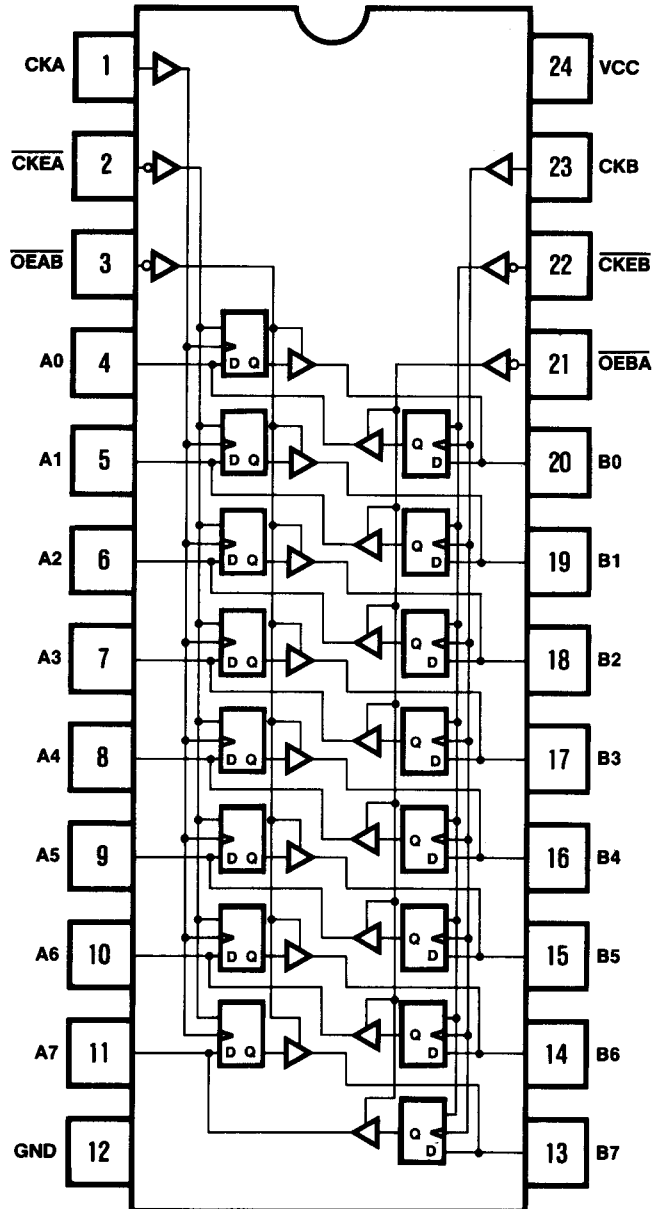 CKA 1 24 VCC
CKEA 2 23 CKB
OEAB 3 22 CKEB
A0 4 D Q 21 OEBA
A1 5 D Q Q D 20 B0
A2 6 D Q Q D 19 B1
A3 7 D Q Q D 18 B2
A4 8 D Q Q D 17 B3
A5 9 D Q Q D 16 B4
A6 10 D Q Q D 15 B5
A7 11 D Q Q D 14 B6
GND 12 Q D 13 B7